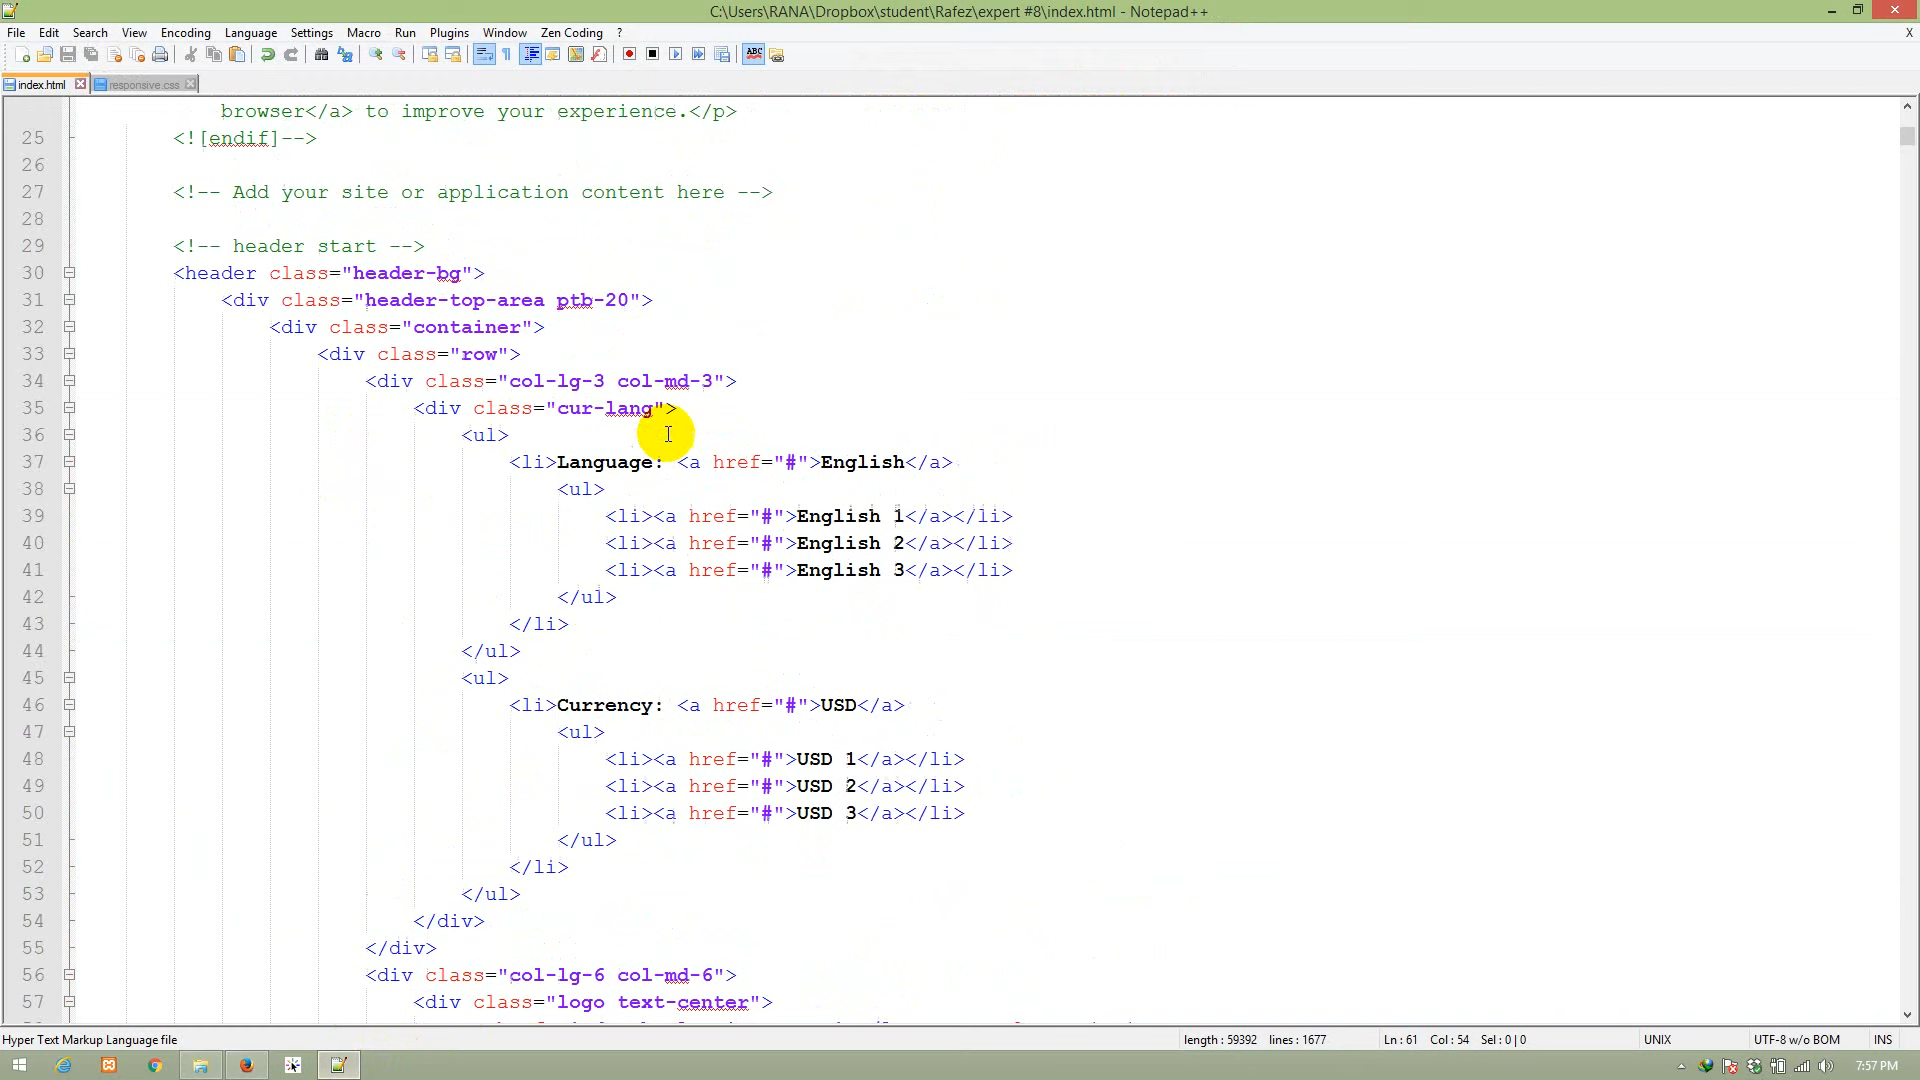 C:\Users\RANA\Dropbox\student\Rafez\expert #8\index.html - Notepad++
File Edit Search View Encoding Language Settings Macro Run Plugins Window Zen Coding ? X
ABC
index.html responsive.css
browser</a> to improve your experience.</p>
25 <![endif]-->
26
27 <!-- Add your site or application content here -->
28
29 <!-- header start -->
30 <header class="header-bg">
31 <div class="header-top-area ptb-20">
32 <div class="container">
33 <div class="row">
34 <div class="col-lg-3 col-md-3">
35 <div class="cur-lang">
36 <ul>
37 <li>Language: <a href="#">English</a>
38 <ul>
39 <li><a href="#">English 1</a></li>
40 <li><a href="#">English 2</a></li>
41 <li><a href="#">English 3</a></li>
42 </ul>
43 </li>
44 </ul>
45 <ul>
46 <li>Currency: <a href="#">USD</a>
47 <ul>
48 <li><a href="#">USD 1</a></li>
49 <li><a href="#">USD 2</a></li>
50 <li><a href="#">USD 3</a></li>
51 </ul>
52 </li>
53 </ul>
54 </div>
55 </div>
56 <div class="col-lg-6 col-md-6">
57 <div class="logo text-center">
Hyper Text Markup Language file length : 59392 lines : 1677 Ln : 61 Col : 54 Sel : 0 | 0 UNIX UTF-8 w/o BOM INS
7:57 PM